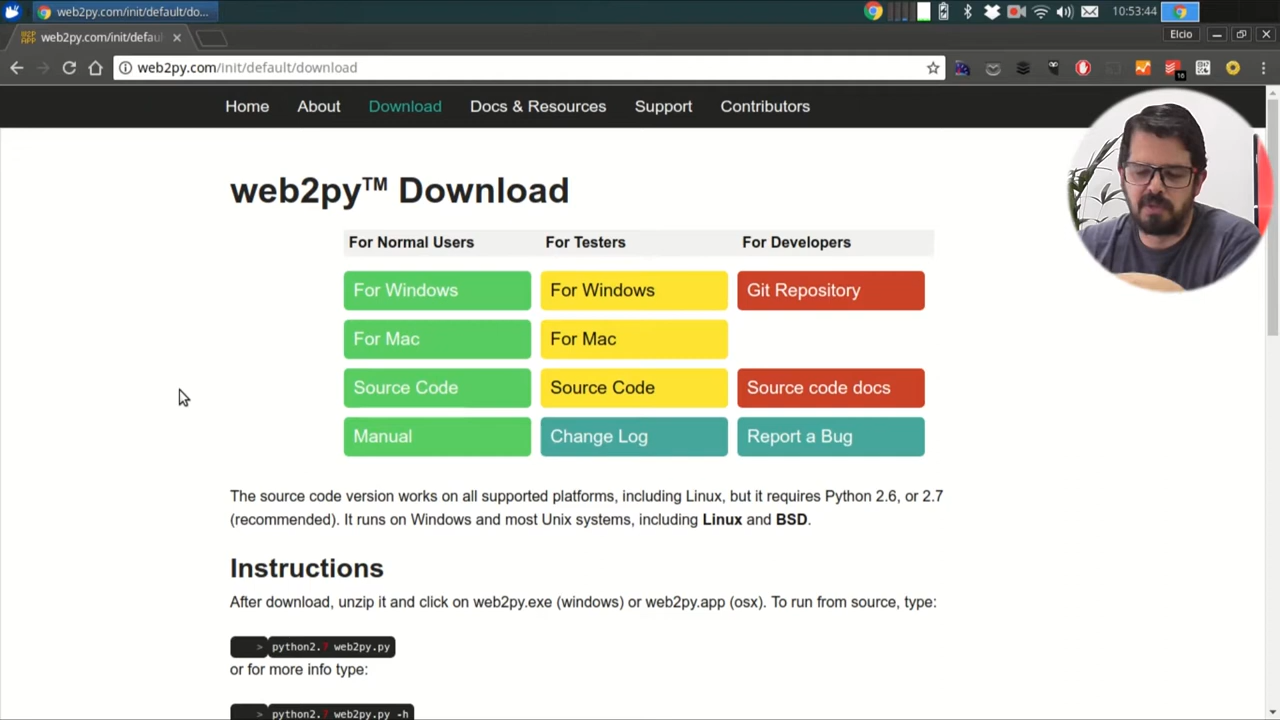 web2py.com/init/default/do...
10:53:44
web2py.com/init/defau
Elcio
web2py.com/init/default/download
16
Home About Download Docs & Resources Support Contributors
web2py™ Download
For Normal Users For Testers For Developers
For Windows For Windows Git Repository
For Mac For Mac
Source Code Source Code Source code docs
Manual Change Log Report a Bug
The source code version works on all supported platforms, including Linux, but it requires Python 2.6, or 2.7
(recommended). It runs on Windows and most Unix systems, including Linux and BSD.
Instructions
After download, unzip it and click on web2py.exe (windows) or web2py.app (osx). To run from source, type:
> python2.7 web2py.py
or for more info type:
> python2.7 web2py.py -h